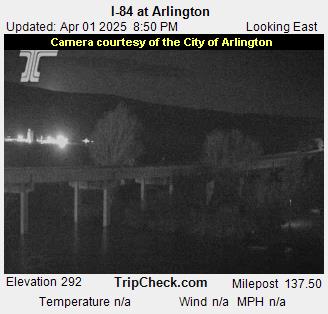 I-84 at Arlington
Updated: Apr 01 2025 8:50 PM Looking East
Camera courtesy of the City of Arlington
Elevation 292 TripCheck.com Milepost 137.50
Temperature n/a Wind n/a MPH n/a